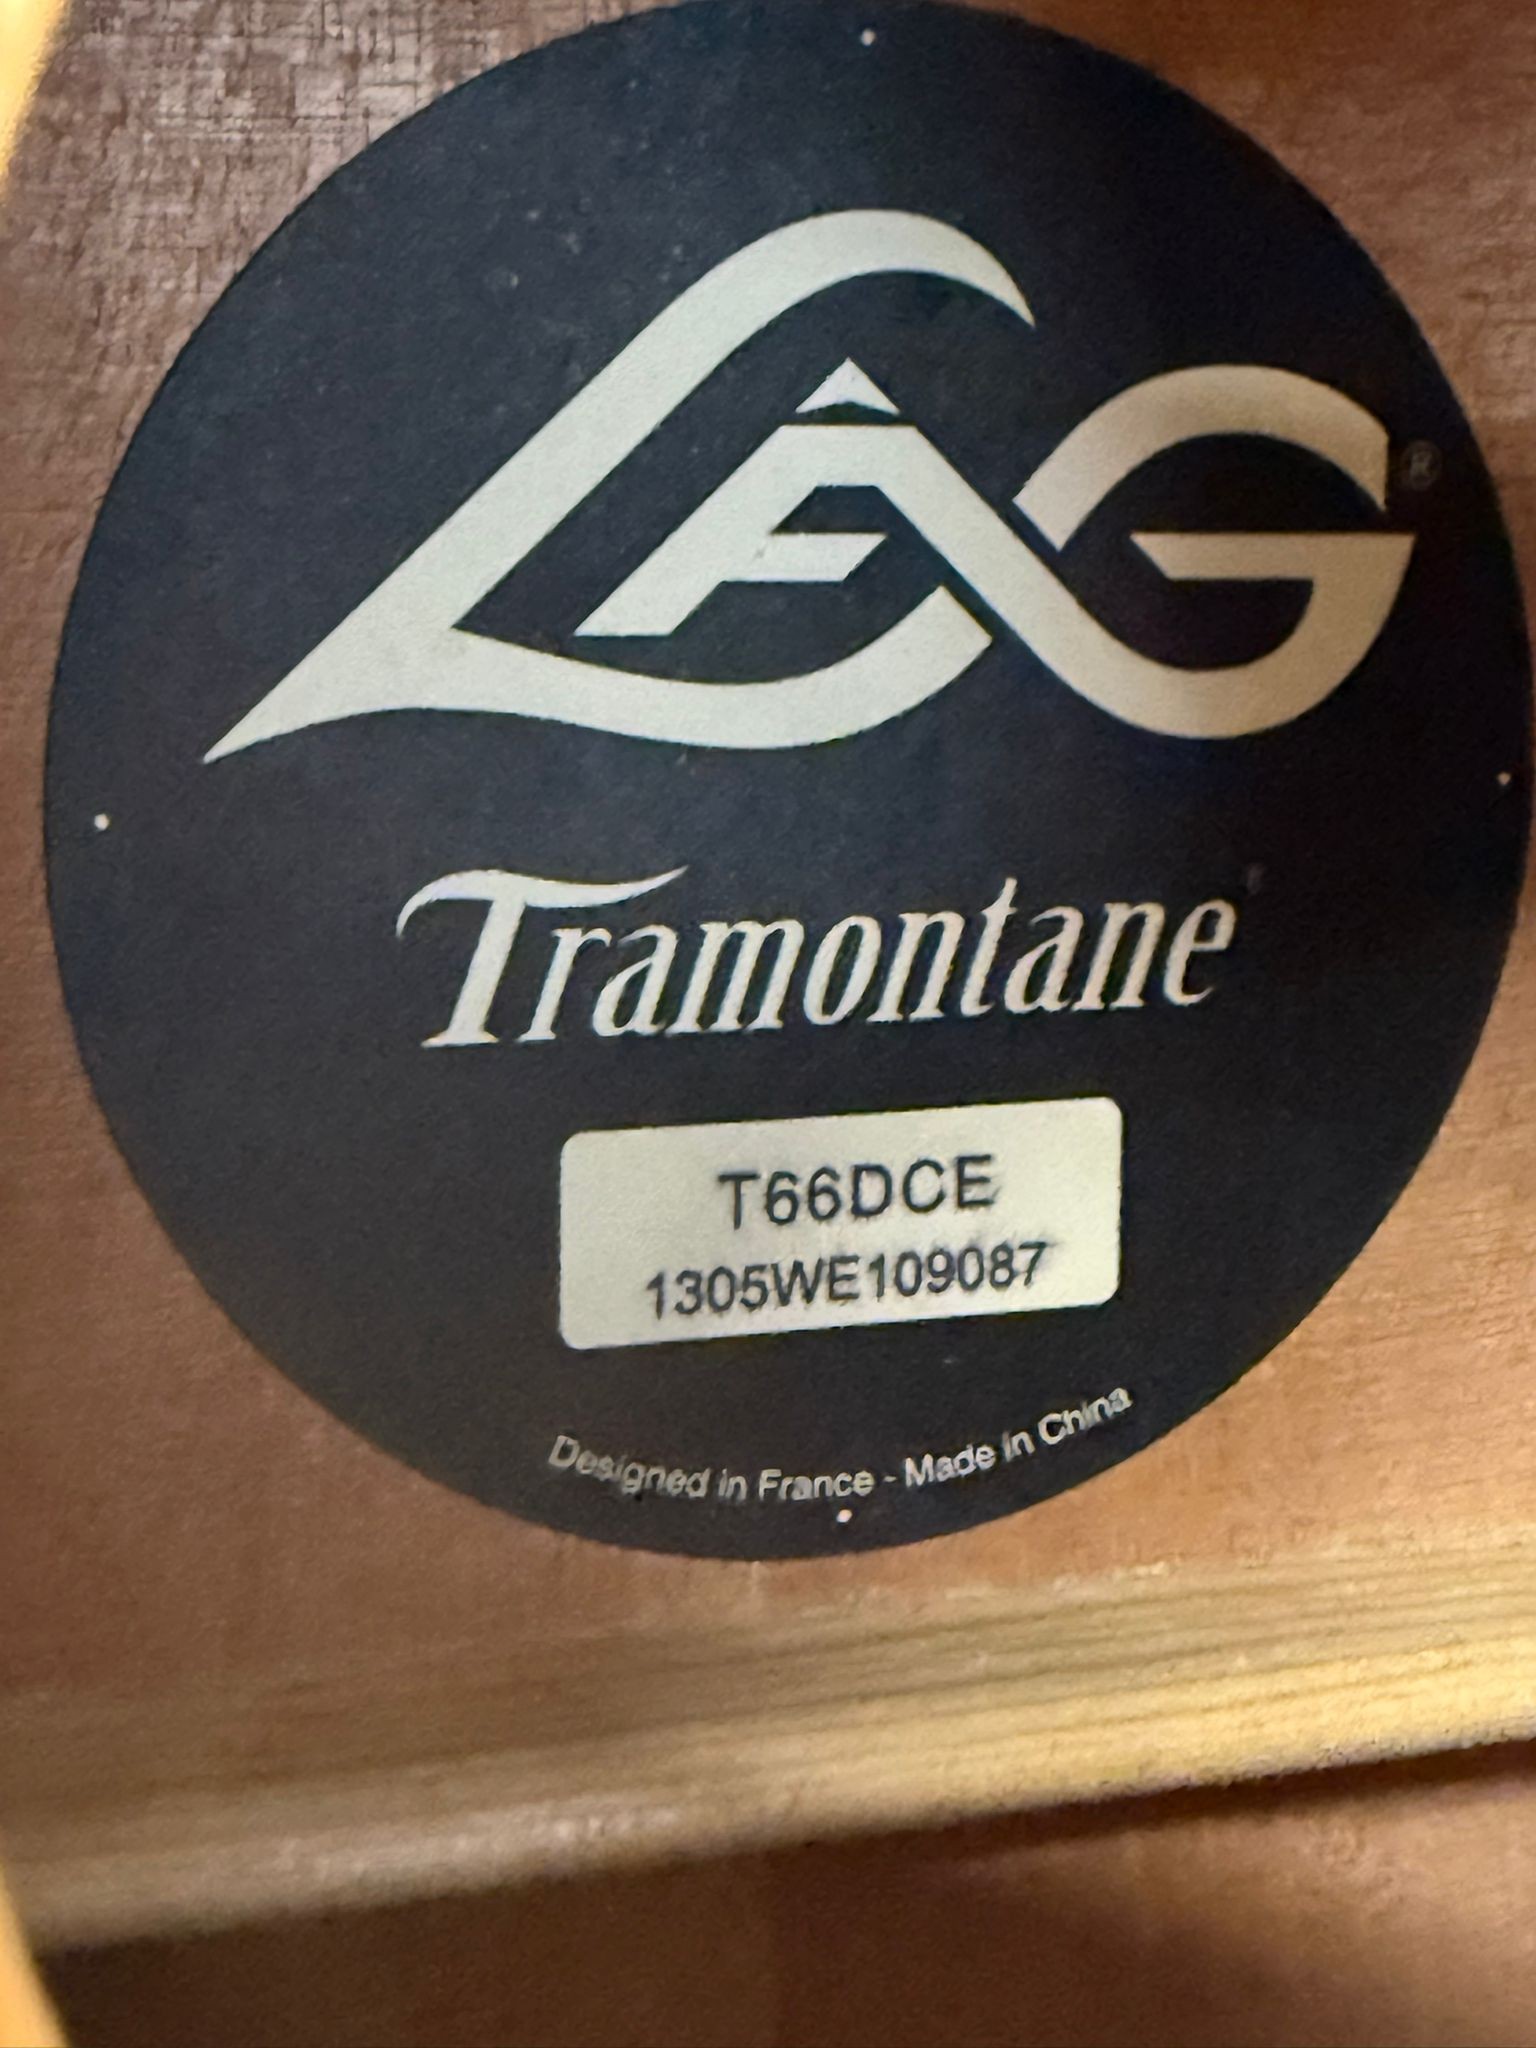 LAG®
Tramontane
T66DCE
1305WE109087
Designed in France - Made in China